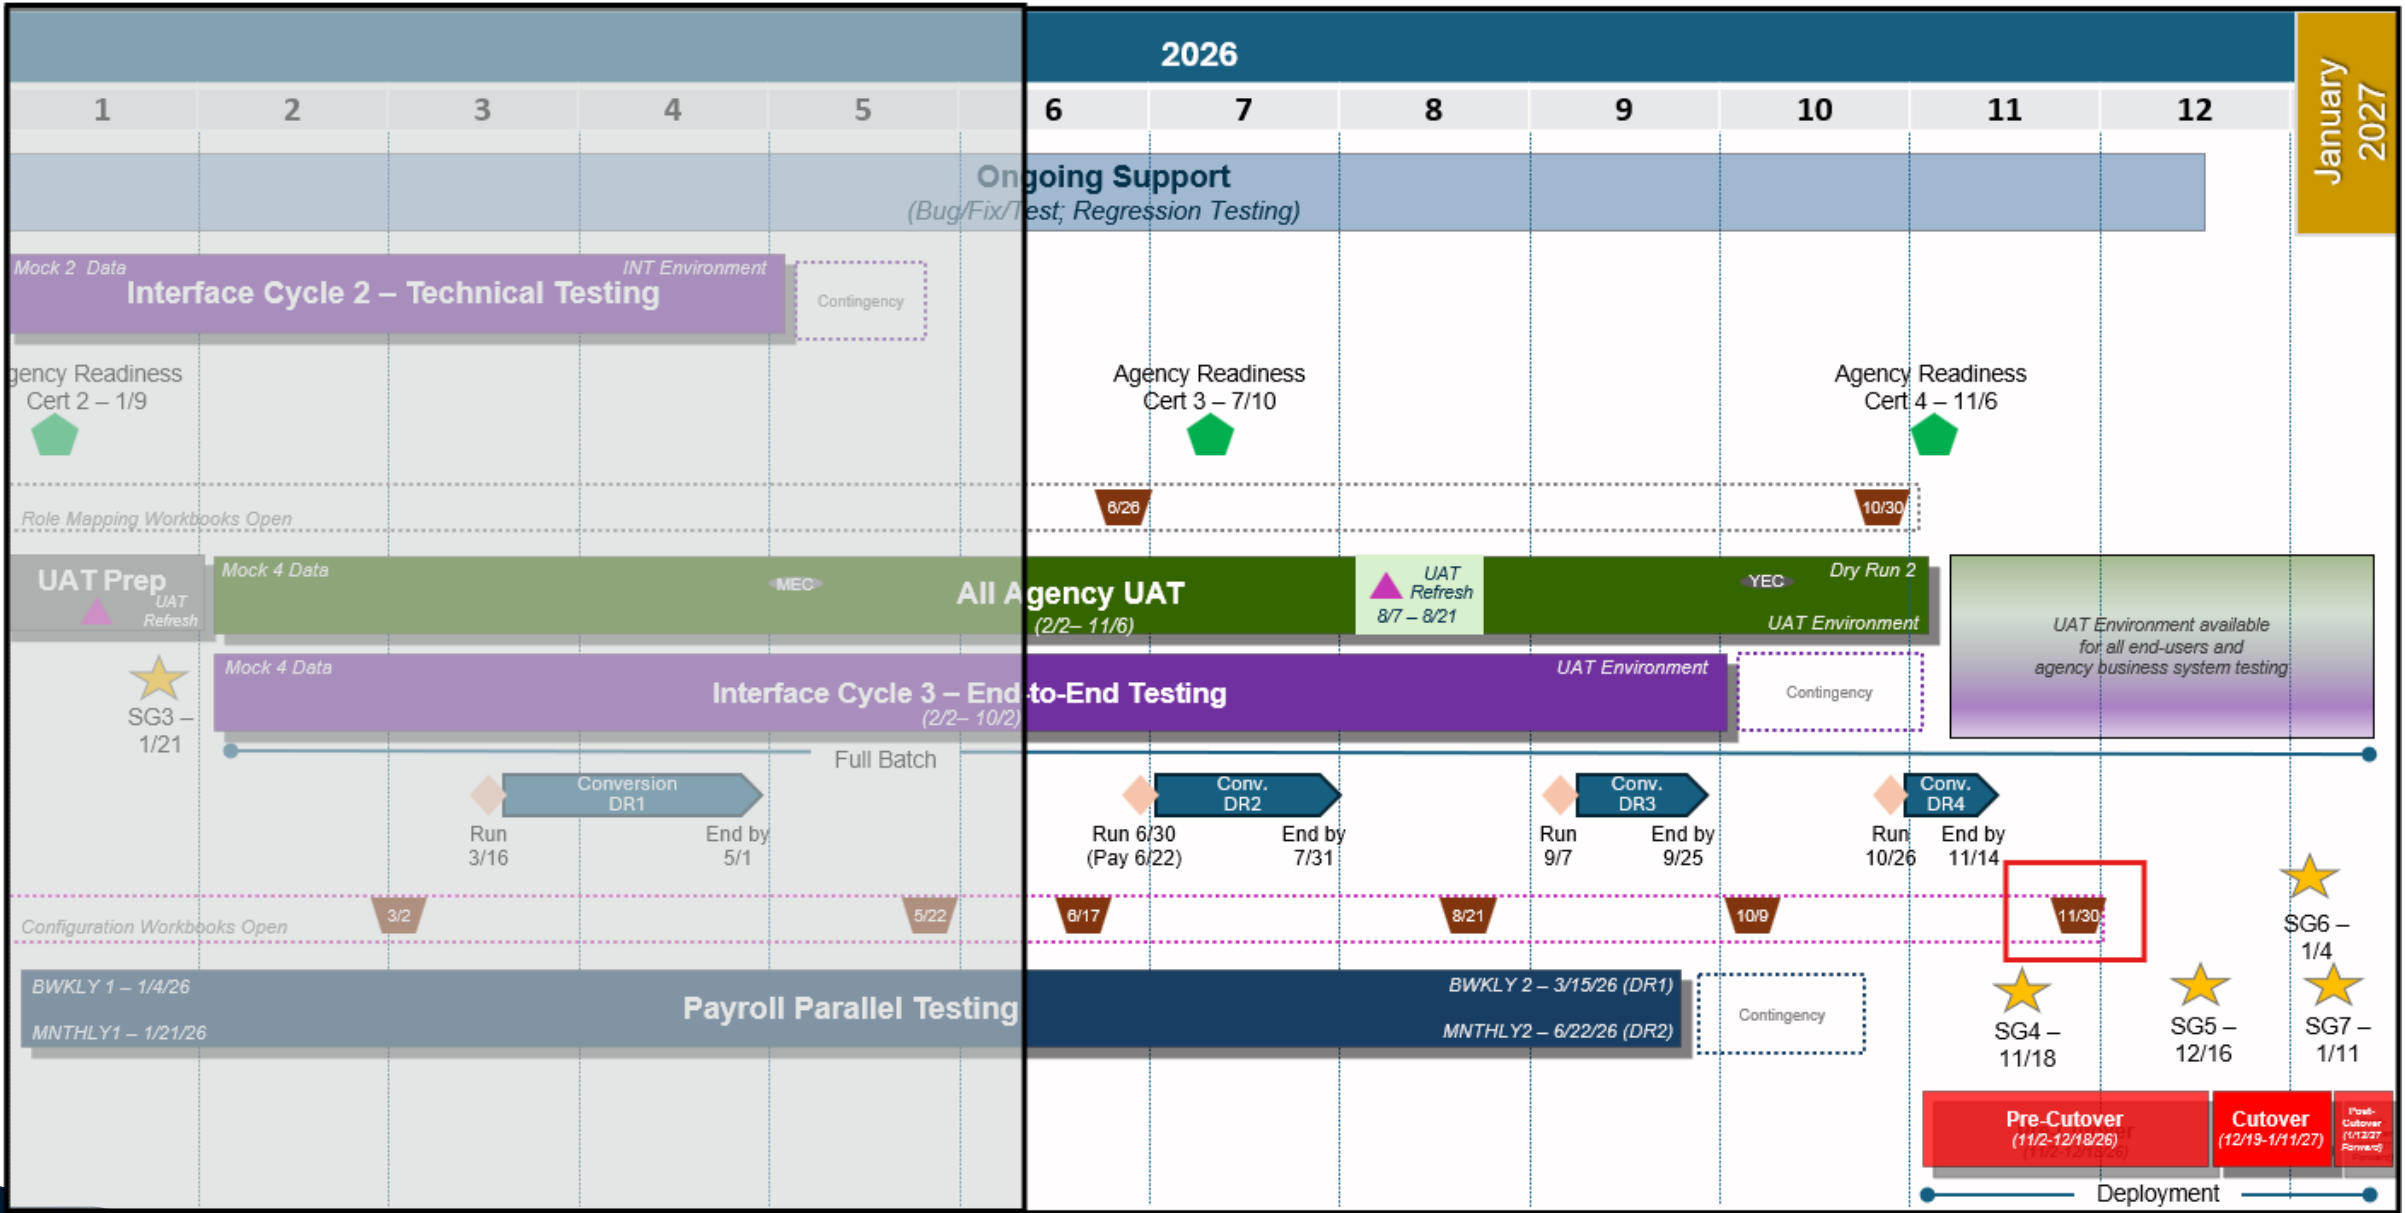 2026
January
2027
1 2 3 4 5 6 7 8 9 10 11 12
Ongoing Support
(Bug/Fix/Test; Regression Testing)
Mock 2 Data
INT Environment
Interface Cycle 2 – Technical Testing
Contingency
gency Readiness
Cert 2 – 1/9
Agency Readiness
Cert 3 – 7/10
Agency Readiness
Cert 4 – 11/6
Role Mapping Workbooks Open
6/26
10/30
UAT Prep
UAT
Refresh
Mock 4 Data
MEC
All Agency UAT
(2/2– 11/6)
UAT
Refresh
8/7 – 8/21
YEC
Dry Run 2
UAT Environment
UAT Environment available
for all end-users and
agency business system testing
SG3 –
1/21
Mock 4 Data
Interface Cycle 3 – End-to-End Testing
(2/2– 10/2)
UAT Environment
Contingency
Full Batch
Conversion
DR1
Run
3/16
End by
5/1
Conv.
DR2
Run 6/30
(Pay 6/22)
End by
7/31
Conv.
DR3
Run
9/7
End by
9/25
Conv.
DR4
Run
10/26
End by
11/14
Configuration Workbooks Open
3/2
5/22
6/17
8/21
10/9
11/30
SG6 –
1/4
BWKLY 1 – 1/4/26
MNTHLY1 – 1/21/26
Payroll Parallel Testing
BWKLY 2 – 3/15/26 (DR1)
MNTHLY2 – 6/22/26 (DR2)
Contingency
SG4 –
11/18
SG5 –
12/16
SG7 –
1/11
Pre-Cutover
(11/2-12/18/26)
Cutover
(12/19-1/11/27)
Post-
Cutover
(1/12/27
Forward)
Deployment